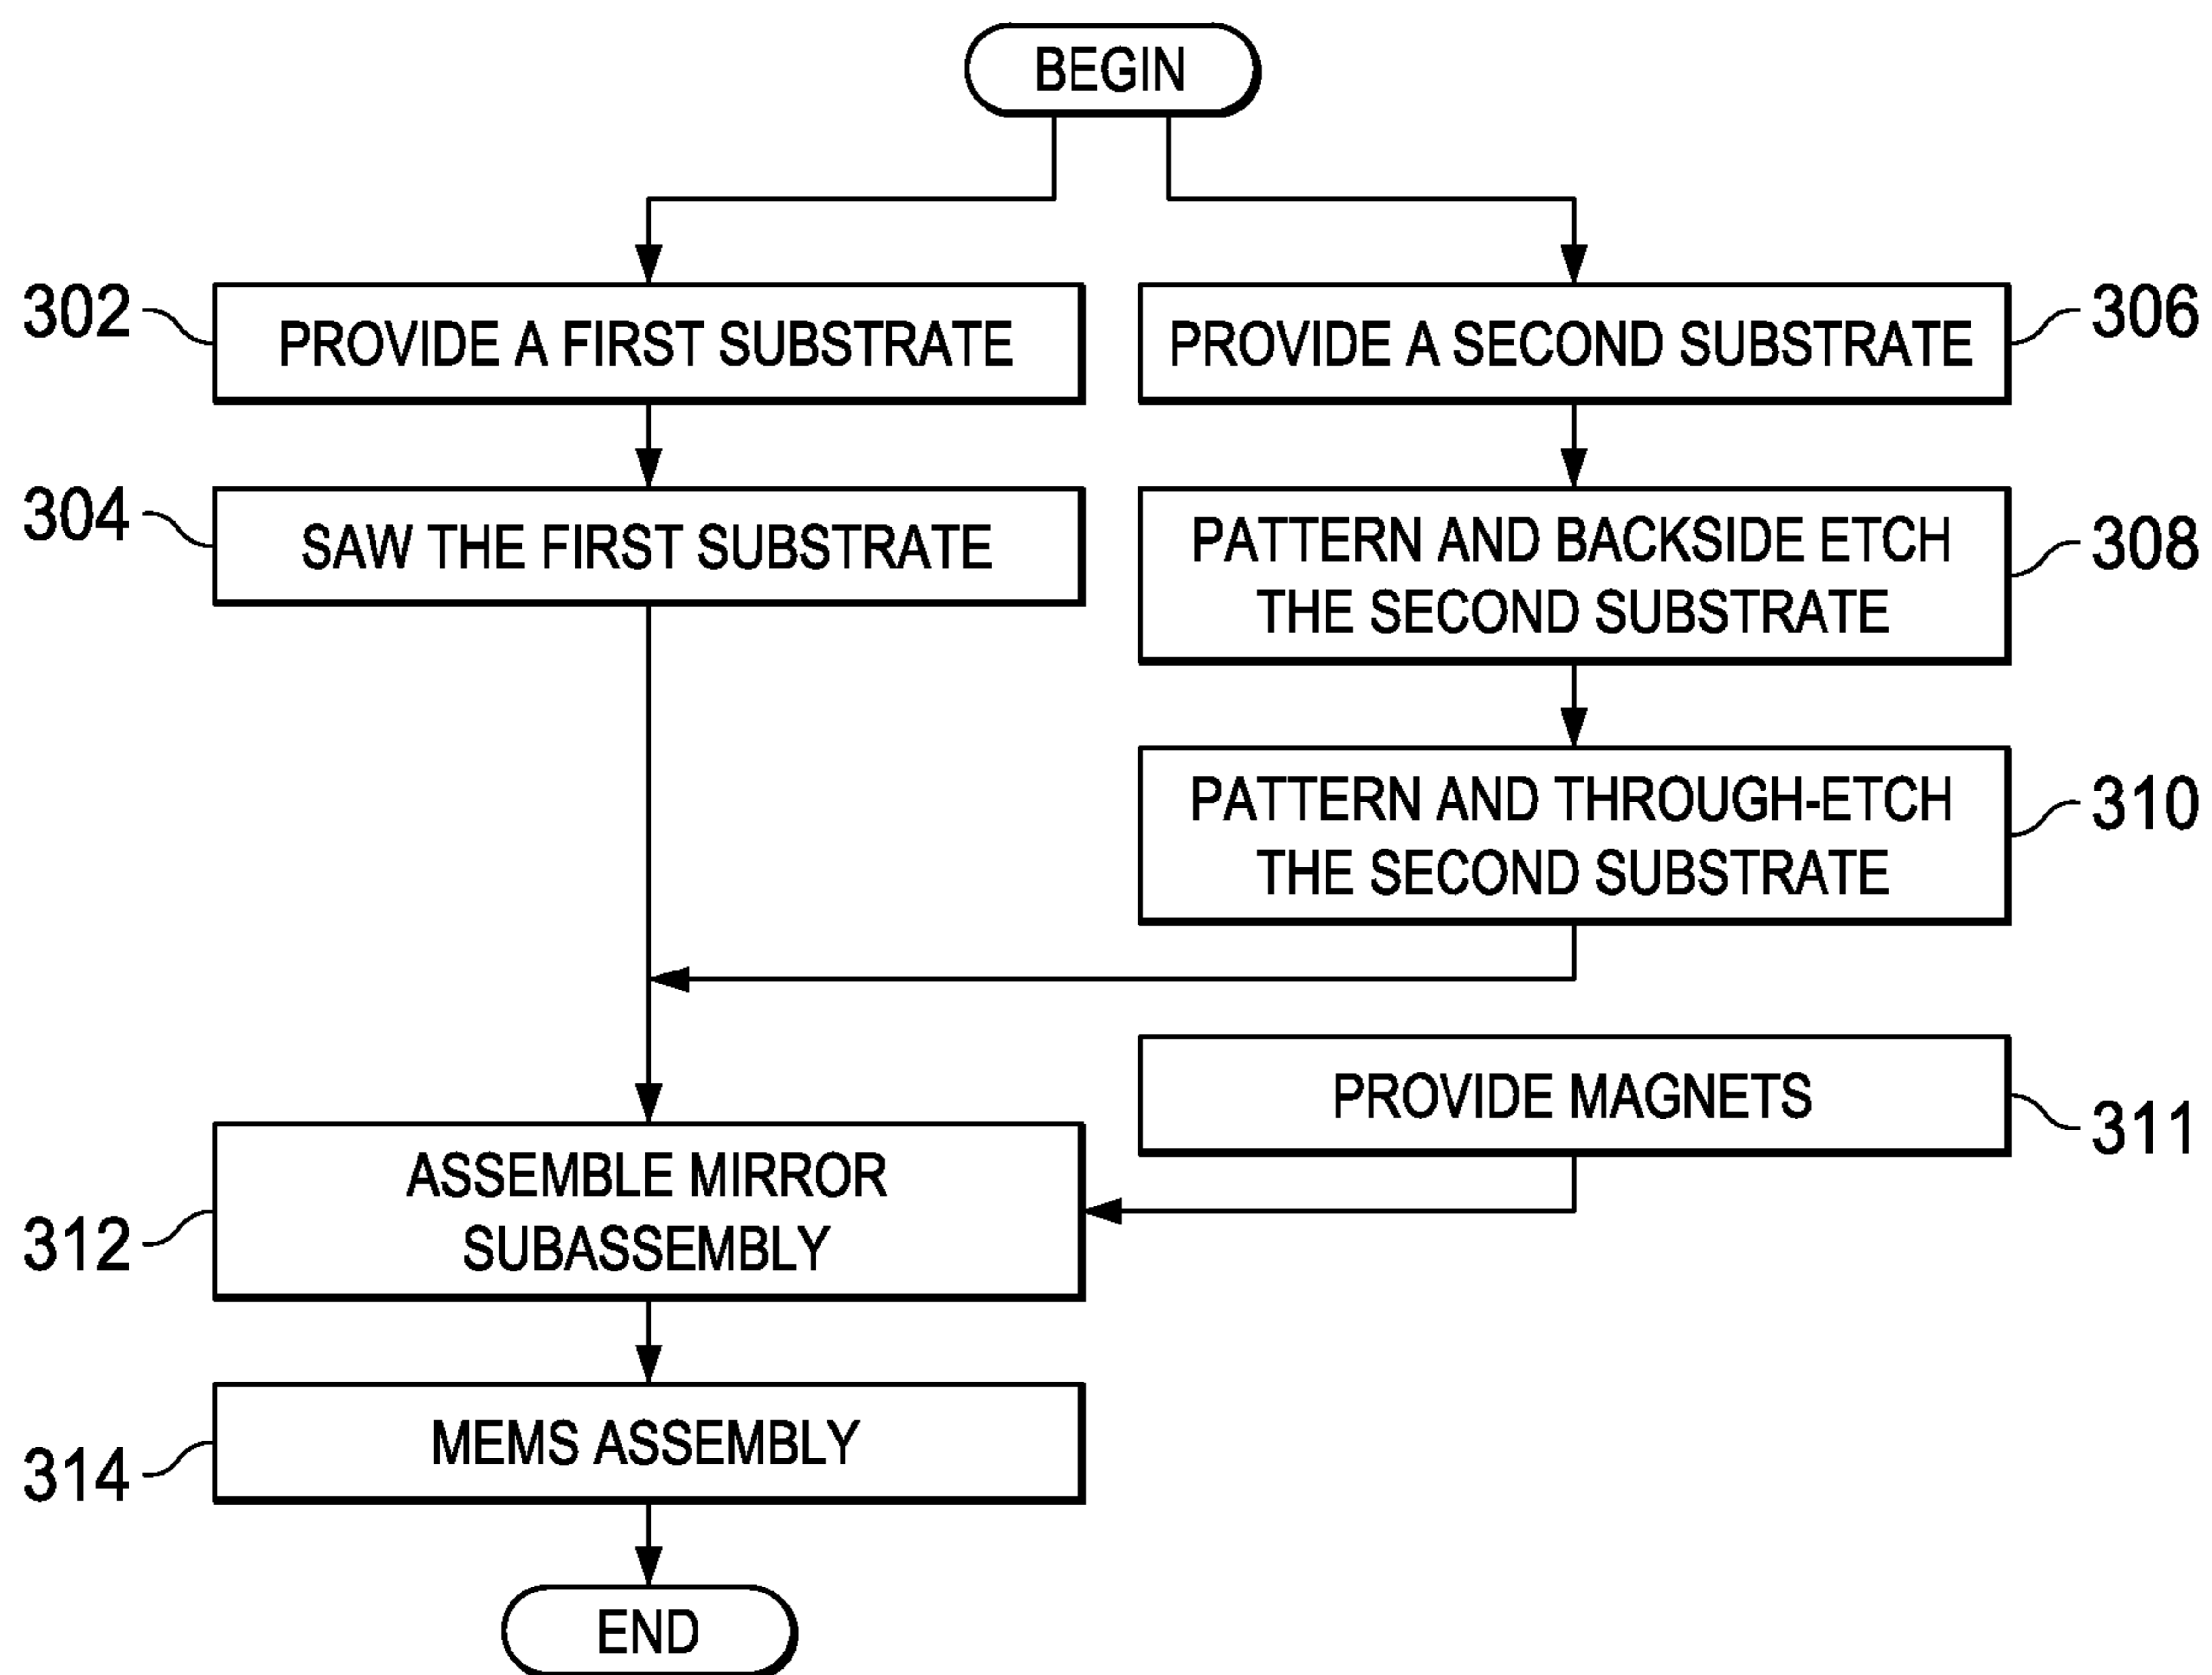 BEGIN
302
PROVIDE A FIRST SUBSTRATE
PROVIDE A SECOND SUBSTRATE
306
304
SAW THE FIRST SUBSTRATE
PATTERN AND BACKSIDE ETCH
THE SECOND SUBSTRATE
308
PATTERN AND THROUGH-ETCH
THE SECOND SUBSTRATE
310
PROVIDE MAGNETS
311
ASSEMBLE MIRROR
SUBASSEMBLY
312
MEMS ASSEMBLY
314
END